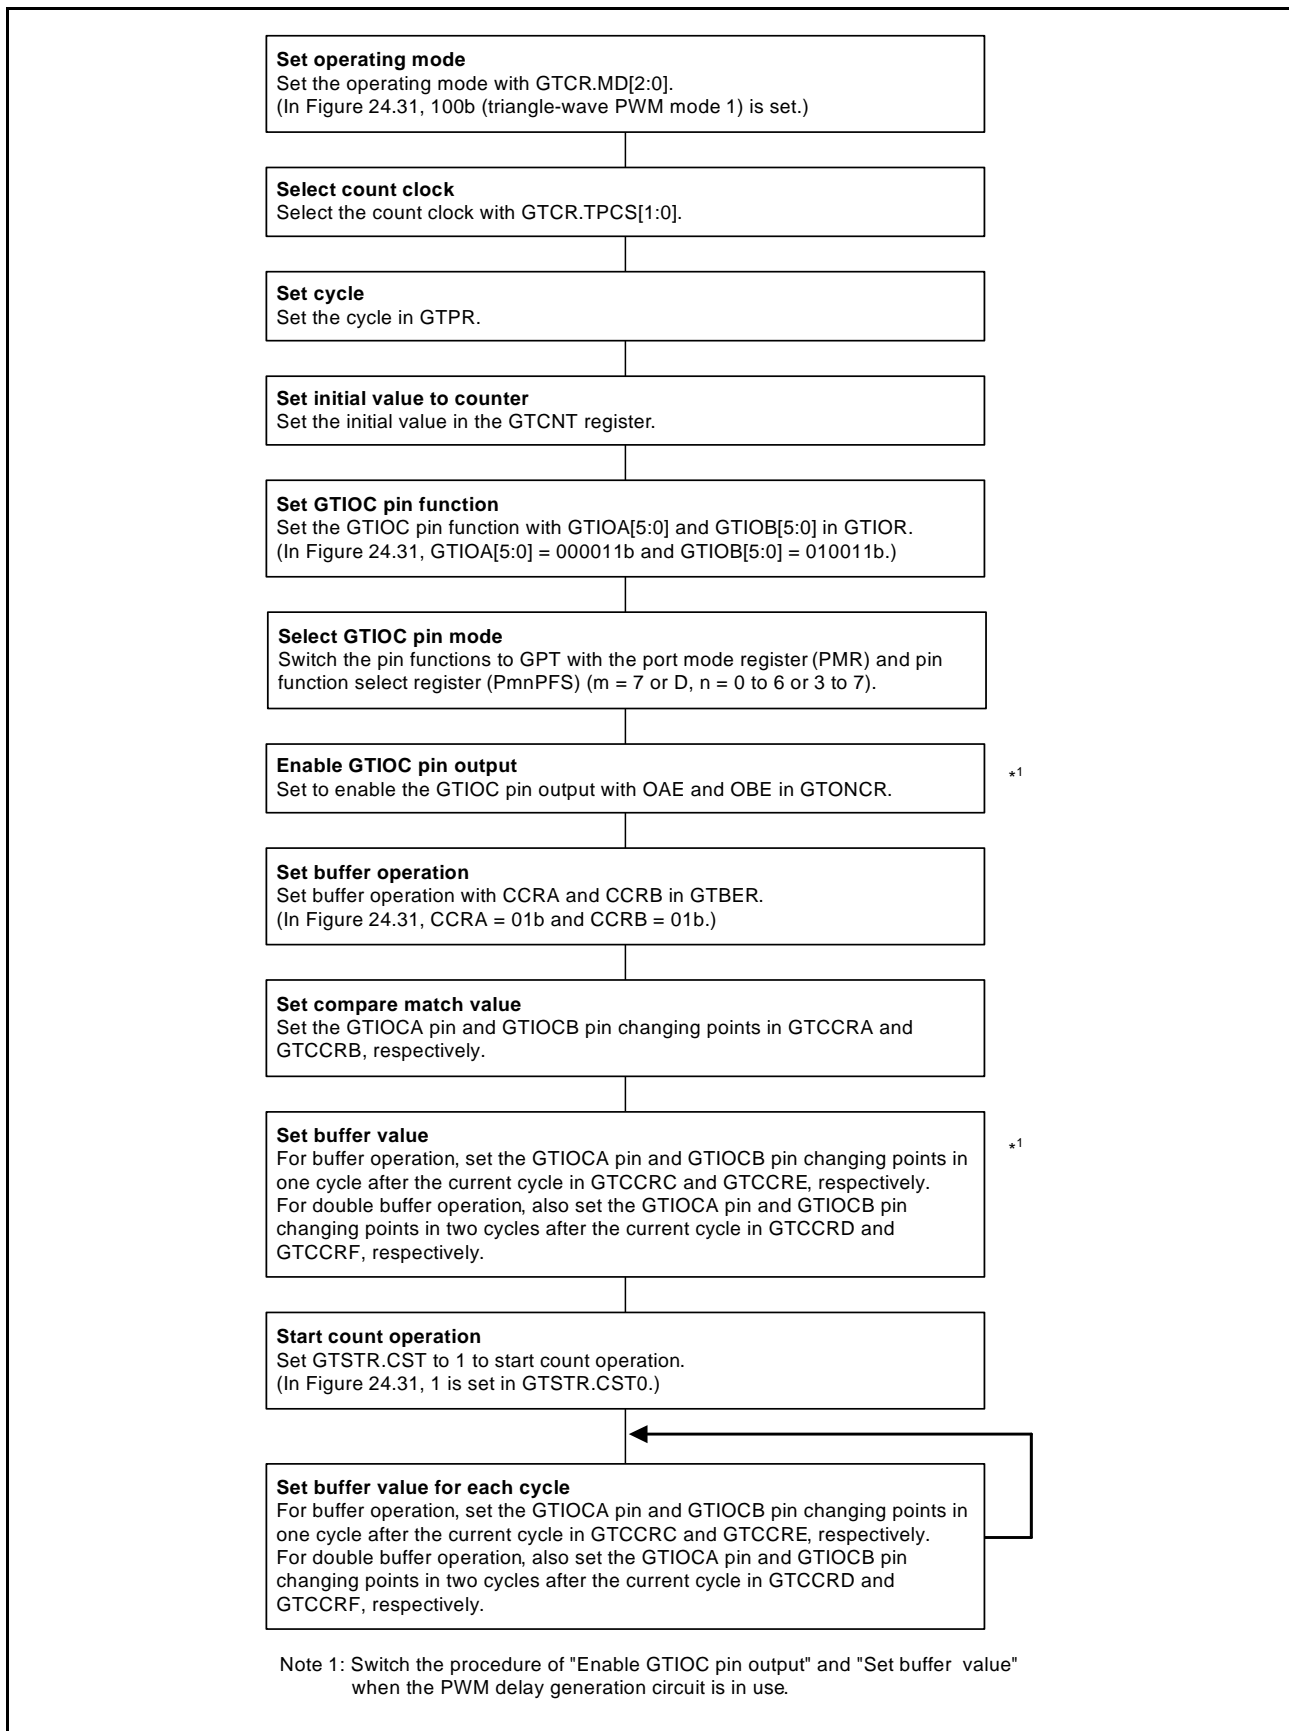 Set operating mode
Set the operating mode with GTCR.MD[2:0].
(In Figure 24.31, 100b (triangle-wave PWM mode 1) is set.)
Select count clock
Select the count clock with GTCR.TPCS[1:0].
Set cycle
Set the cycle in GTPR.
Set initial value to counter
Set the initial value in the GTCNT register.
Set GTIOC pin function
Set the GTIOC pin function with GTIOA[5:0] and GTIOB[5:0] in GTIOR.
(In Figure 24.31, GTIOA[5:0] = 000011b and GTIOB[5:0] = 010011b.)
Select GTIOC pin mode
Switch the pin functions to GPT with the port mode register (PMR) and pin
function select register (PmnPFS) (m = 7 or D, n = 0 to 6 or 3 to 7).
Enable GTIOC pin output
Set to enable the GTIOC pin output with OAE and OBE in GTONCR.
*1
Set buffer operation
Set buffer operation with CCRA and CCRB in GTBER.
(In Figure 24.31, CCRA = 01b and CCRB = 01b.)
Set compare match value
Set the GTIOCA pin and GTIOCB pin changing points in GTCCRA and
GTCCRB, respectively.
Set buffer value
*1
For buffer operation, set the GTIOCA pin and GTIOCB pin changing points in
one cycle after the current cycle in GTCCRC and GTCCRE, respectively.
For double buffer operation, also set the GTIOCA pin and GTIOCB pin
changing points in two cycles after the current cycle in GTCCRD and
GTCCRF, respectively.
Start count operation
Set GTSTR.CST to 1 to start count operation.
(In Figure 24.31, 1 is set in GTSTR.CST0.)
Set buffer value for each cycle
For buffer operation, set the GTIOCA pin and GTIOCB pin changing points in
one cycle after the current cycle in GTCCRC and GTCCRE, respectively.
For double buffer operation, also set the GTIOCA pin and GTIOCB pin
changing points in two cycles after the current cycle in GTCCRD and
GTCCRF, respectively.
Note 1: Switch the procedure of "Enable GTIOC pin output" and "Set buffer value"
when the PWM delay generation circuit is in use.